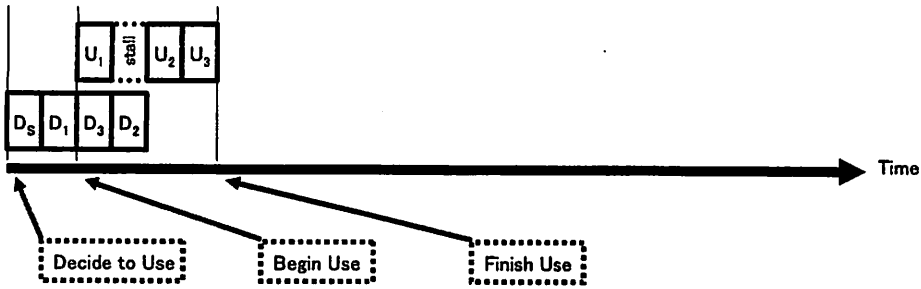 U1 stall U2 U3
DS D1 D3 D2
Time
Decide to Use Begin Use Finish Use